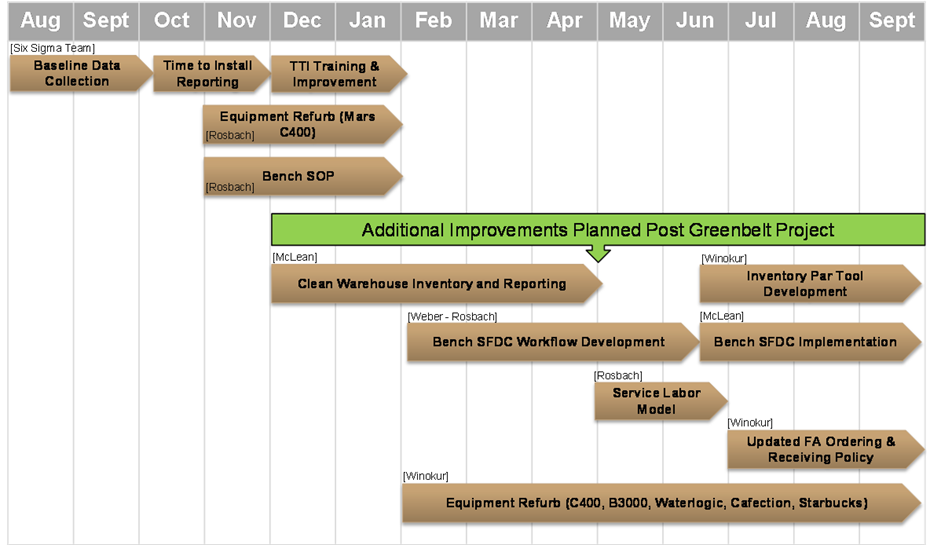 Aug Sept Oct Nov Dec Jan Feb Mar Apr May Jun Jul Aug Sept
[Six Sigma Team]
Baseline Data
Collection
Time to Install
Reporting
TTI Training &
Improvement
Equipment Refurb (Mars
C400)
[Rosbach]
Bench SOP
[Rosbach]
Additional Improvements Planned Post Greenbelt Project
[McLean]
Clean Warehouse Inventory and Reporting
[Winokur]
Inventory Par Tool
Development
[Weber - Rosbach]
Bench SFDC Workflow Development
[McLean]
Bench SFDC Implementation
[Rosbach]
Service Labor
Model
[Winokur]
Updated FA Ordering &
Receiving Policy
[Winokur]
Equipment Refurb (C400, B3000, Waterlogic, Cafection, Starbucks)